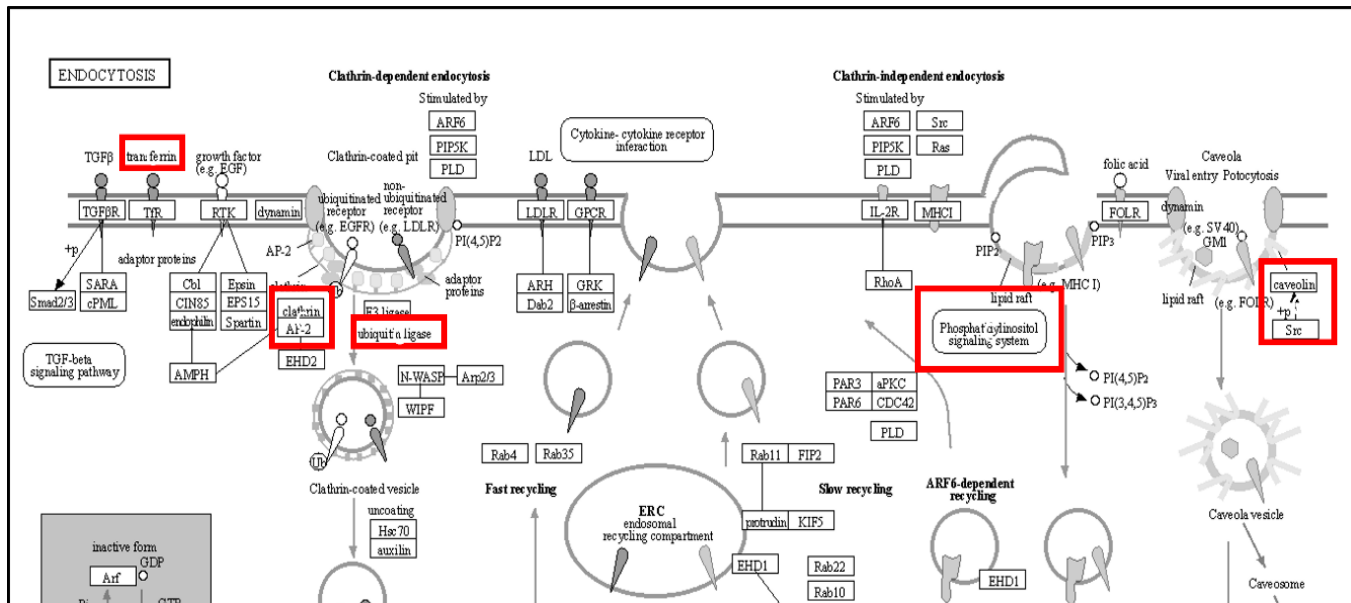 ENDOCYTOSIS
Clathrin-dependent endocytosis
Stimulated by
ARF6
PIP5K
PLD
Clathrin-independent endocytosis
Stimulated by
ARF6
Src
PIP5K
Ras
PLD
Cytokine- cytokine receptor
interaction
TGFβ
tran ferrin
growth factor
(e.g. EGF)
Clathrin-coated pit
LDL
folic acid
Caveola
Viral entry Potocytosis
TGFβR
TfR
RTK
dynamin
ubiquitinated
receptor
(e.g. EGFR)
non-
ubiquitinated
receptor
(e.g. LDLR)
PI(4,5)P2
LDLR
GPCR
IL-2R
MHCI
PIP2
PIP3
FOLR
dynamin
(e.g. SV40)
GM1
+p
adaptor proteins
AP-2
adaptor
proteins
SARA
cPML
Smad2/3
Cbl
CIN85
endophilin
Epsin
EPS15
Spartin
clathrin
AP-2
Ub
E3 ligase
ubiquitin ligase
ARH
Dab2
GRK
β-arrestin
RhoA
lipid raft
(e.g. MHC I)
lipid raft
(e.g. FOLR)
caveolin
+p
Src
TGF-beta
signaling pathway
AMPH
EHD2
Phosphatidylinositol
signaling system
N-WASP
Arp2/3
WIPF
PAR3
aPKC
PAR6
CDC42
PLD
PI(4,5)P2
PI(3,4,5)P3
Ub
Rab4
Rab35
Rab11
FIP2
Clathrin-coated vesicle
Fast recycling
Slow recycling
ARF6-dependent
recycling
uncoating
Hsc70
auxilin
ERC
endosomal
recycling compartment
protrudin
KIF5
Caveola vesicle
inactive form
GDP
Arf
EHD1
Rab22
Rab10
EHD1
Caveosome
GTP